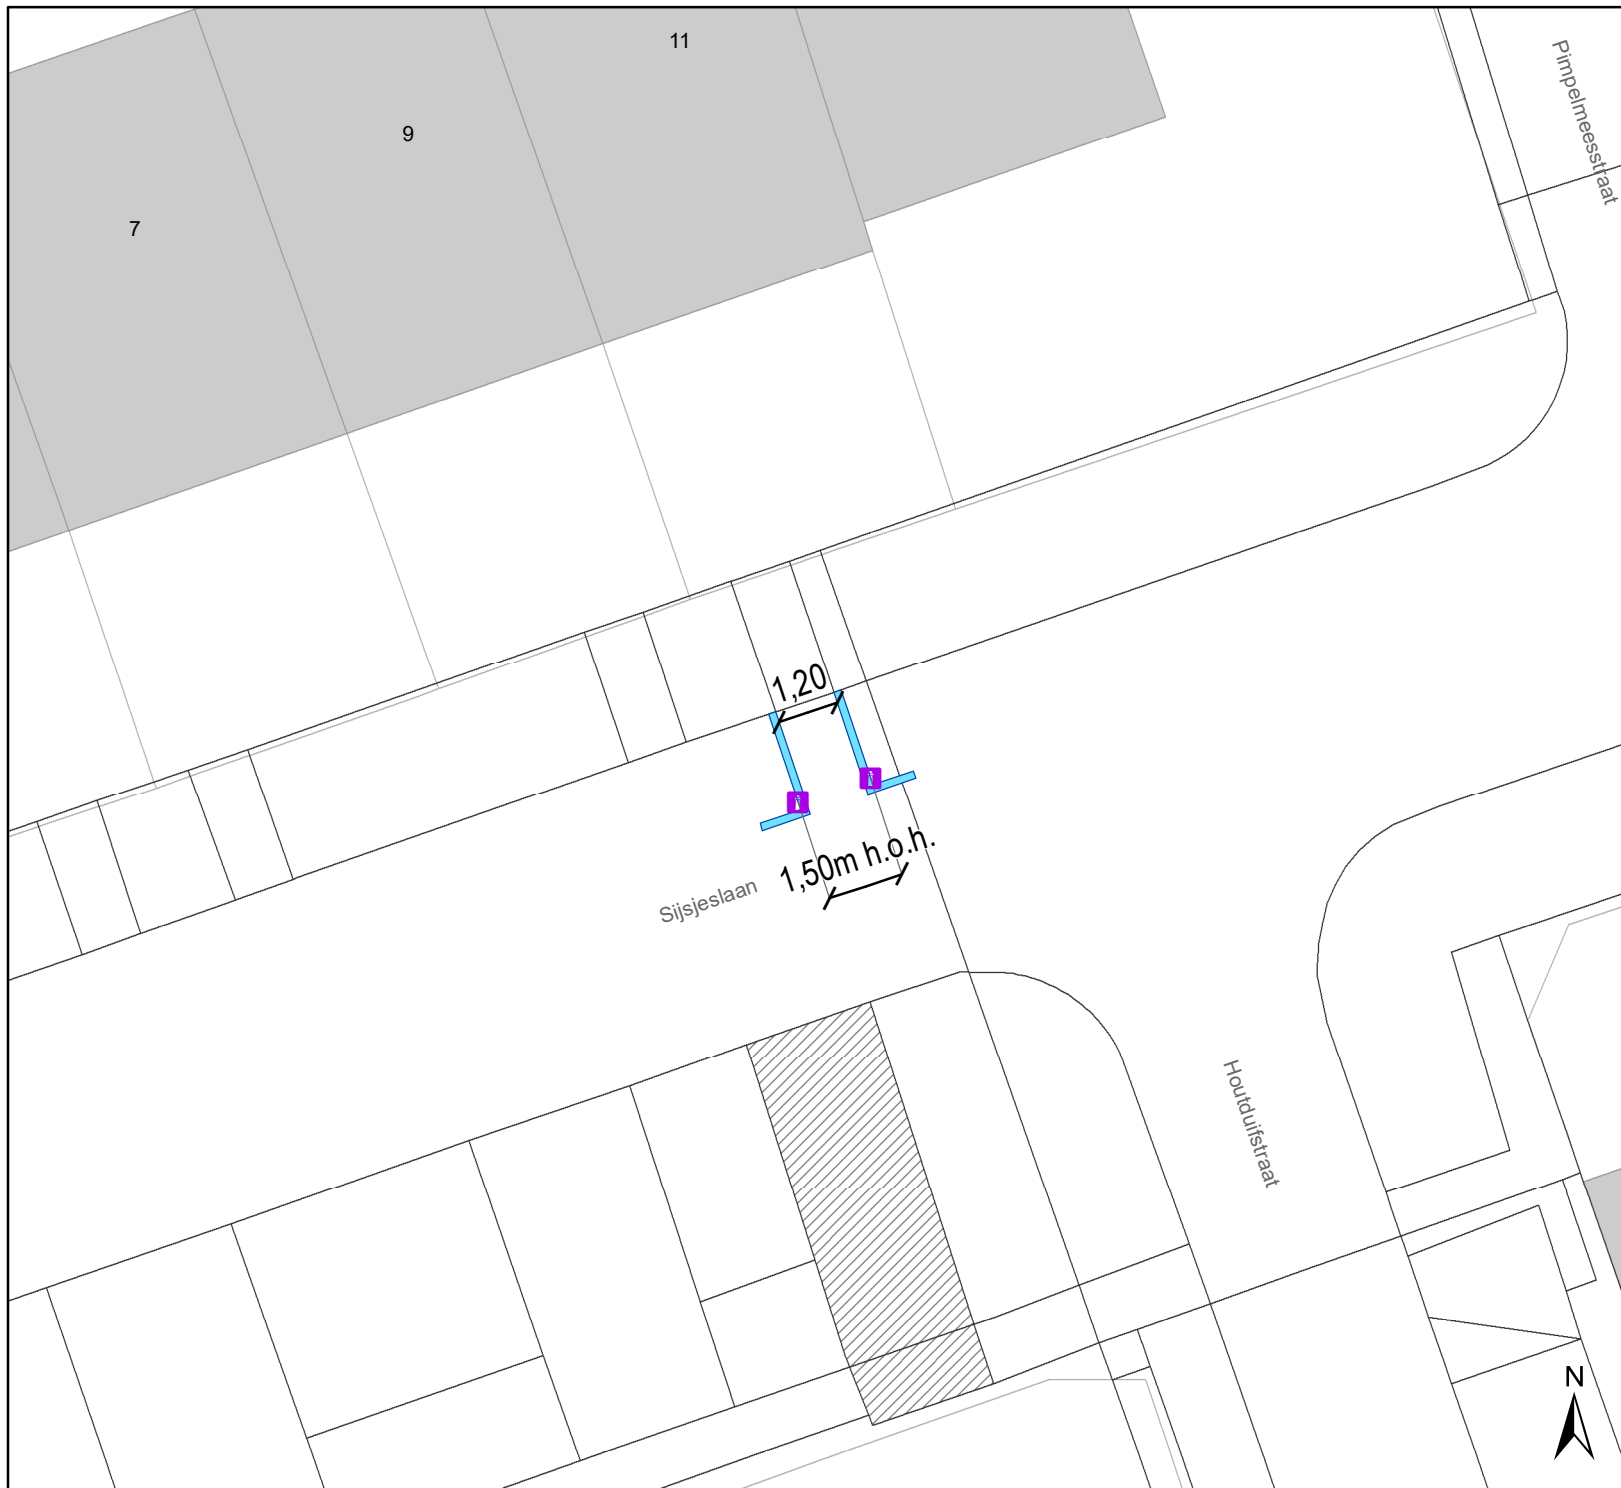 11
Pimpelmeesstraat
9
7
1,20
1,50m h.o.h.
Sijsjeslaan
Houtduifstraat
N